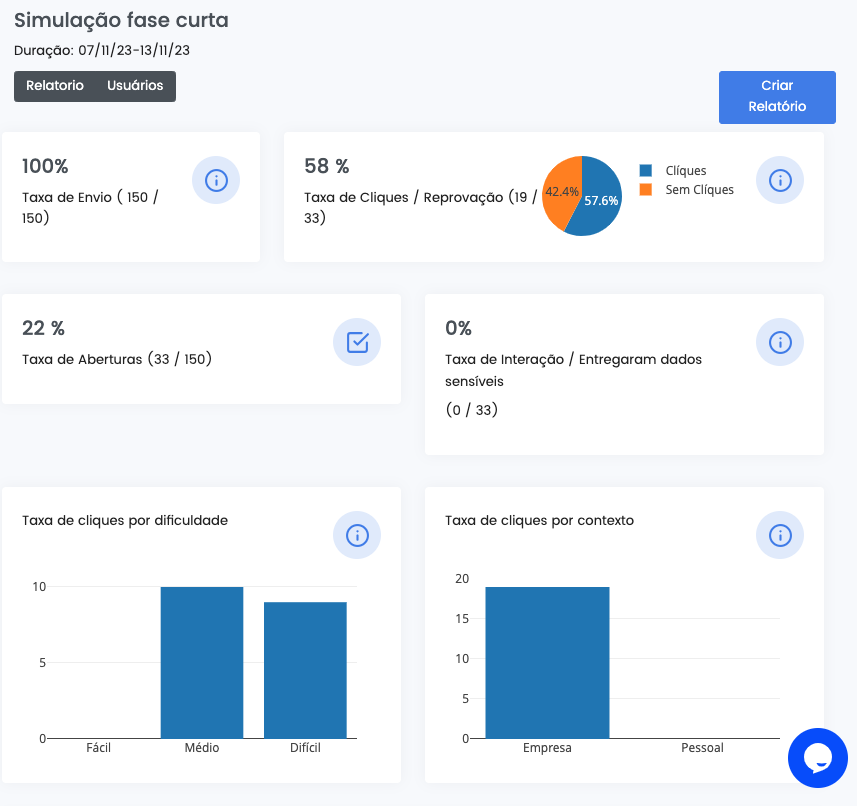 Simulação fase curta
Duração: 07/11/23-13/11/23
Relatorio Usuários
Criar
Relatório
100%
Taxa de Envio ( 150 /
150)
58 %
Taxa de Cliques / Reprovação (19 /
33)
42.4%
57.6%
Clíques
Sem Clíques
22 %
Taxa de Aberturas (33 / 150)
0%
Taxa de Interação / Entregaram dados
sensíveis
(0 / 33)
Taxa de cliques por dificuldade
10
5
0
Fácil Médio Difícil
Taxa de cliques por contexto
20
15
10
5
0
Empresa Pessoal